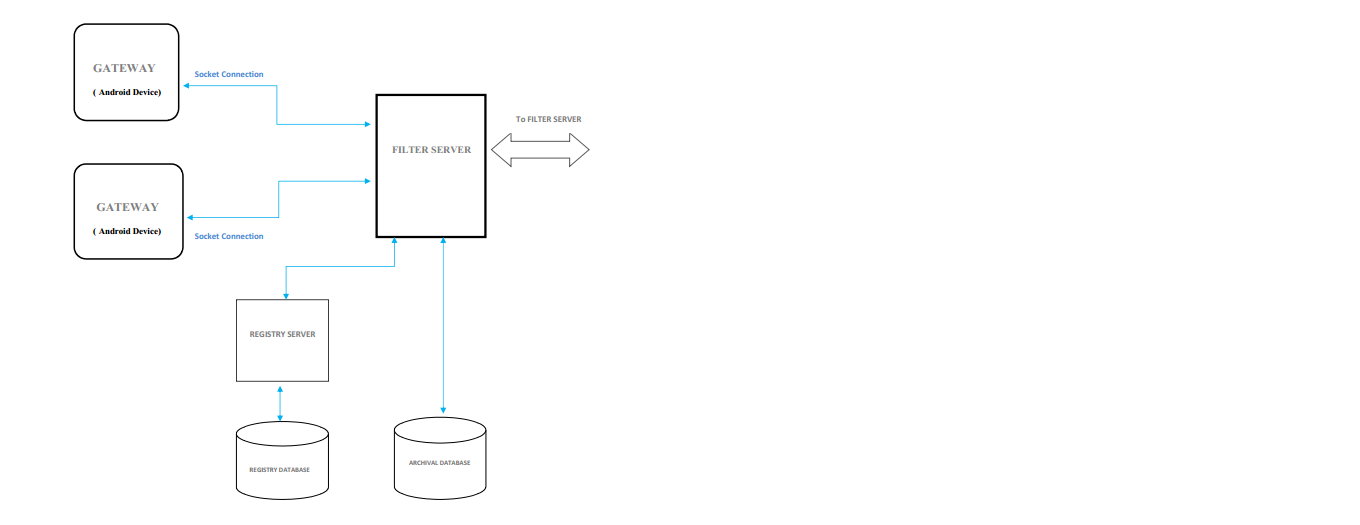 GATEWAY
( Android Device)
Socket Connection
To FILTER SERVER
FILTER SERVER
GATEWAY
( Android Device)
Socket Connection
REGISTRY SERVER
REGISTRY DATABASE
ARCHIVAL DATABASE